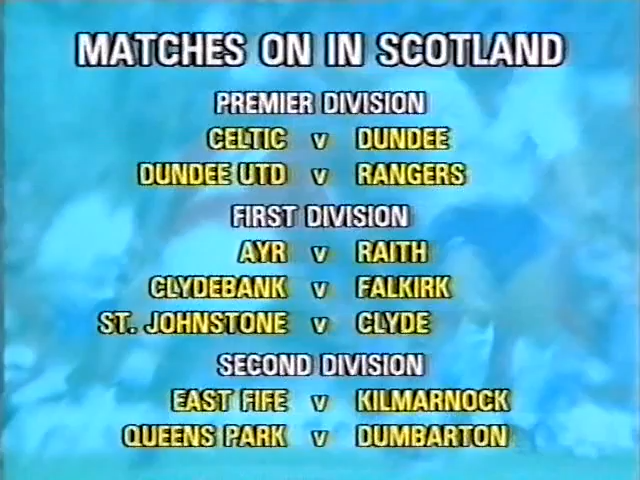 MATCHES ON IN SCOTLAND
PREMIER DIVISION
CELTIC v DUNDEE
DUNDEE UTD v RANGERS
FIRST DIVISION
AYR v RAITH
CLYDEBANK v FALKIRK
ST. JOHNSTONE v CLYDE
SECOND DIVISION
EAST FIFE v KILMARNOCK
QUEENS PARK v DUMBARTON